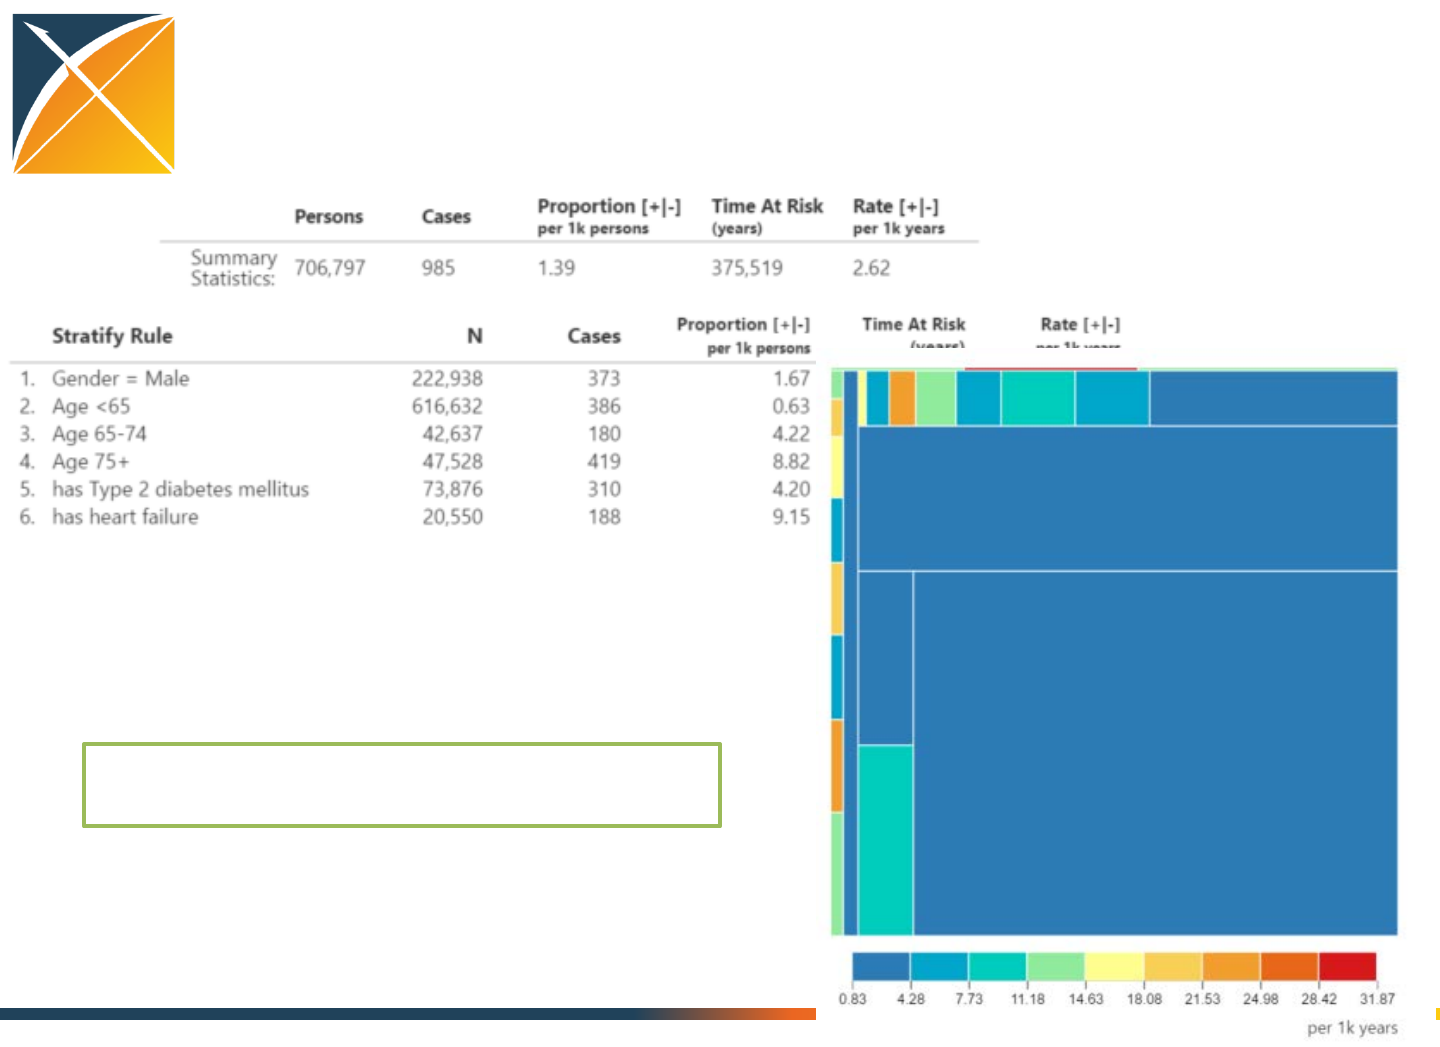 Persons Cases Proportion [+|-] Time At Risk Rate [+|-]
per 1k persons (years) per 1k years
Summary Statistics: 706,797 985 1.39 375,519 2.62
Stratify Rule N Cases Proportion [+|-] Time At Risk Rate [+|-]
per 1k persons (years) per 1k years
1. Gender = Male 222,938 373 1.67
2. Age <65 616,632 386 0.63
3. Age 65-74 42,637 180 4.22
4. Age 75+ 47,528 419 8.82
5. has Type 2 diabetes mellitus 73,876 310 4.20
6. has heart failure 20,550 188 9.15
0.83 4.28 7.73 11.18 14.63 18.08 21.53 24.98 28.42 31.87
per 1k years